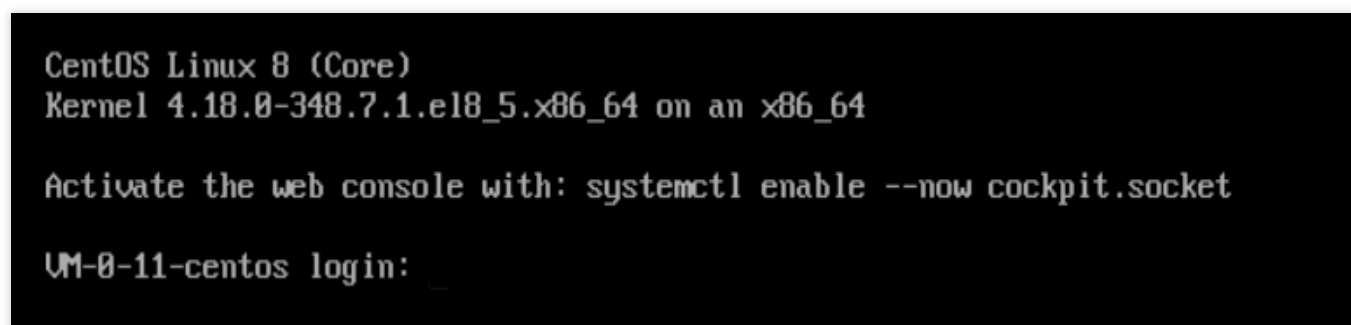 CentOS Linux 8 (Core)
Kernel 4.18.0-348.7.1.el8_5.x86_64 on an x86_64
Activate the web console with: systemctl enable --now cockpit.socket
VM-0-11-centos login: _